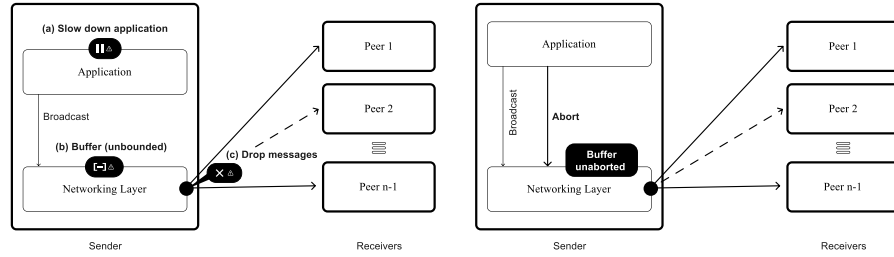 (a) Slow down application
Application
Broadcast
(b) Buffer (unbounded)
(c) Drop messages
Networking Layer
Sender
Peer 1
Peer 2
Peer n-1
Receivers
Application
Broadcast
Abort
Buffer
unaborted
Networking Layer
Sender
Peer 1
Peer 2
Peer n-1
Receivers